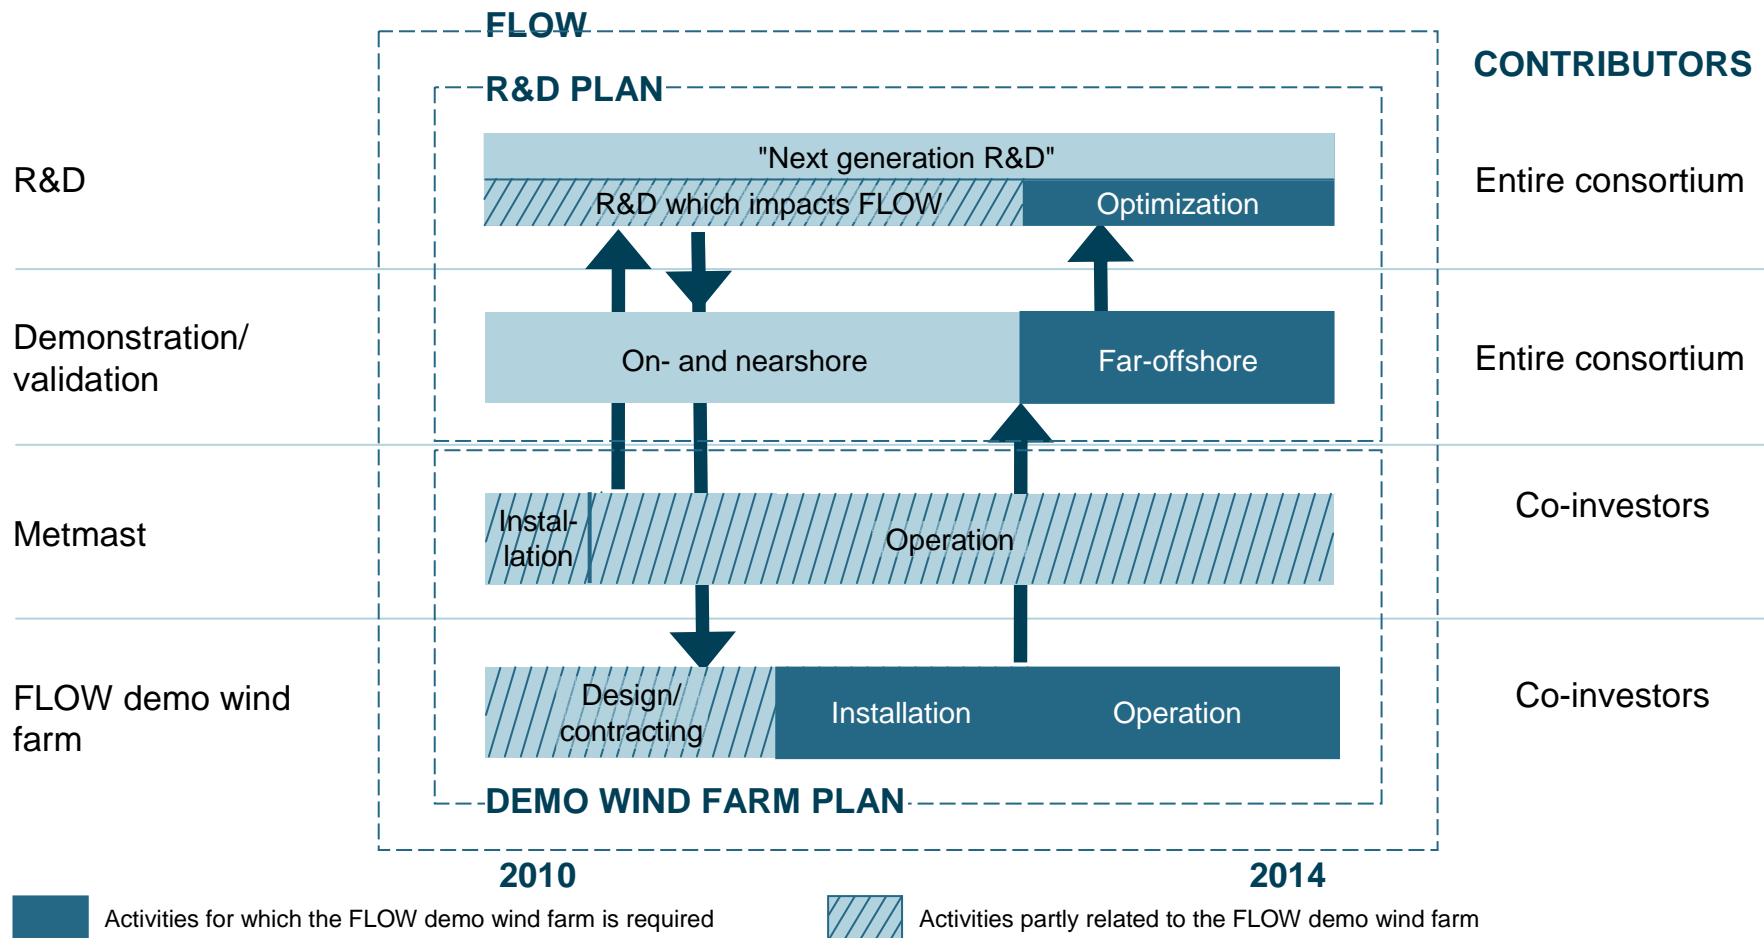 FLOW
CONTRIBUTORS
R&D PLAN
R&D
"Next generation R&D"
R&D which impacts FLOW
Optimization
Entire consortium
Demonstration/
validation
On- and nearshore
Far-offshore
Entire consortium
Metmast
Instal-
lation
Operation
Co-investors
FLOW demo wind
farm
Design/
contracting
Installation
Operation
Co-investors
DEMO WIND FARM PLAN
2010
2014
Activities for which the FLOW demo wind farm is required
Activities partly related to the FLOW demo wind farm